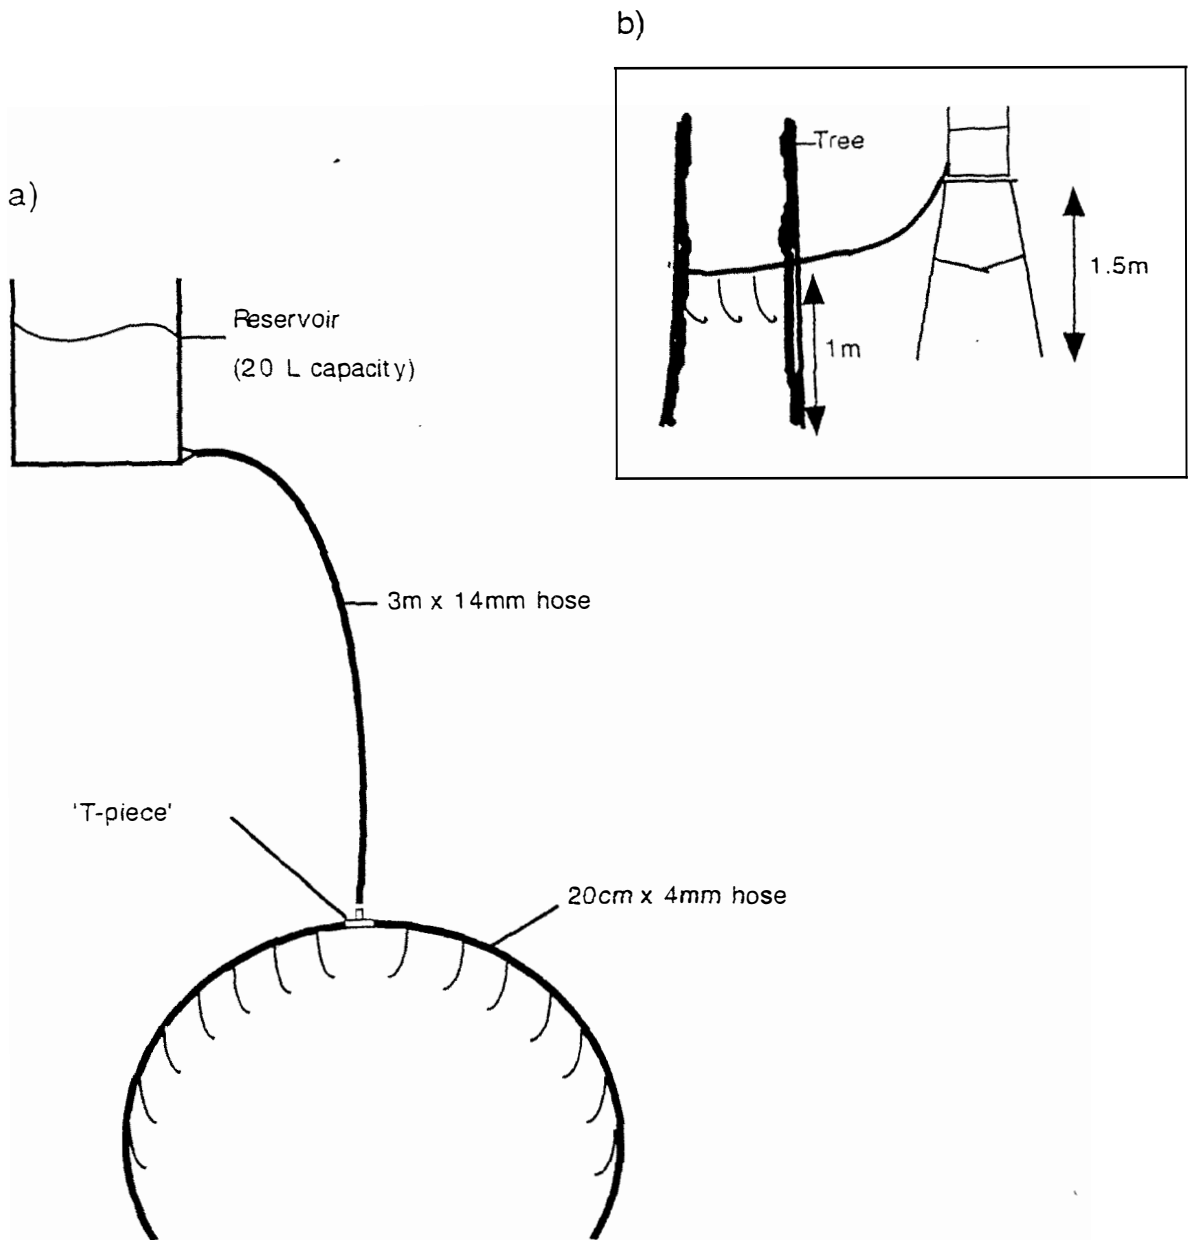 b)
Tree
1.5m
1m
a)
Reservoir
(20 L capacity)
3m x 14mm hose
'T-piece'
20cm x 4mm hose